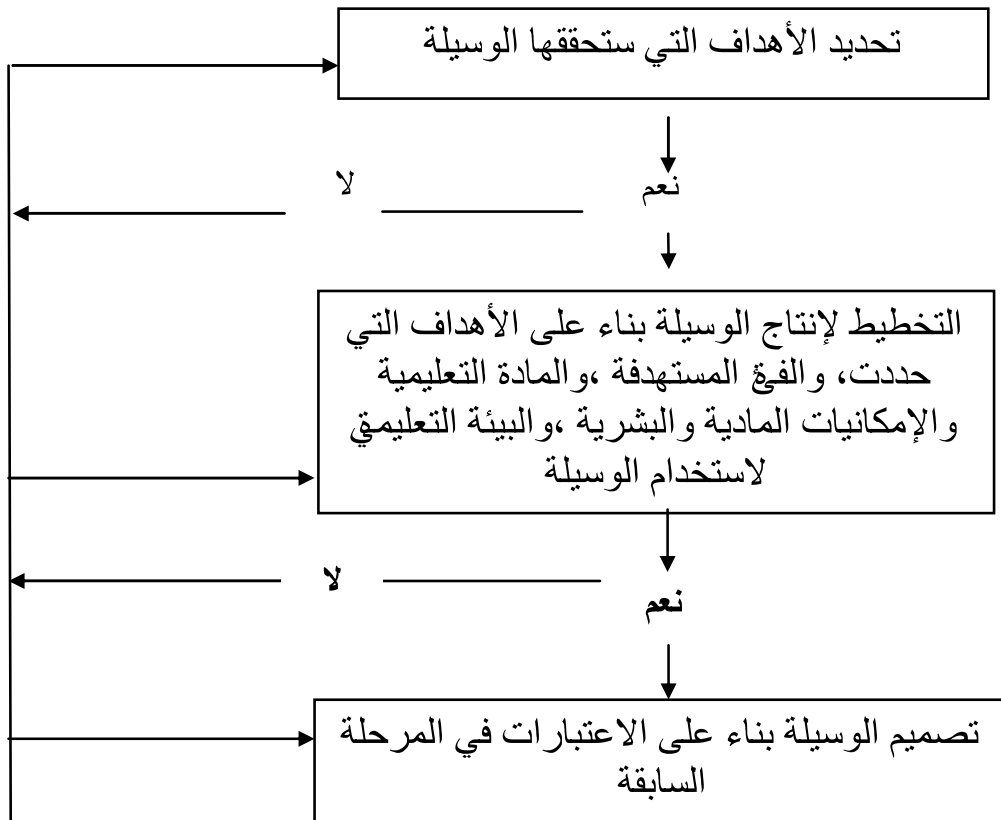 تحديد الأهداف التي ستحققها الوسيلة
نعم
لا
التخطيط لإنتاج الوسيلة بناء على الأهداف التي
حددت، والفئ المستهدفة ،والمادة التعليمية
والإمكانيات المادية والبشرية ،والبيئة التعليمي
لاستخدام الوسيلة
لا
نعم
تصميم الوسيلة بناء على الاعتبارات في المرحلة
السابقة